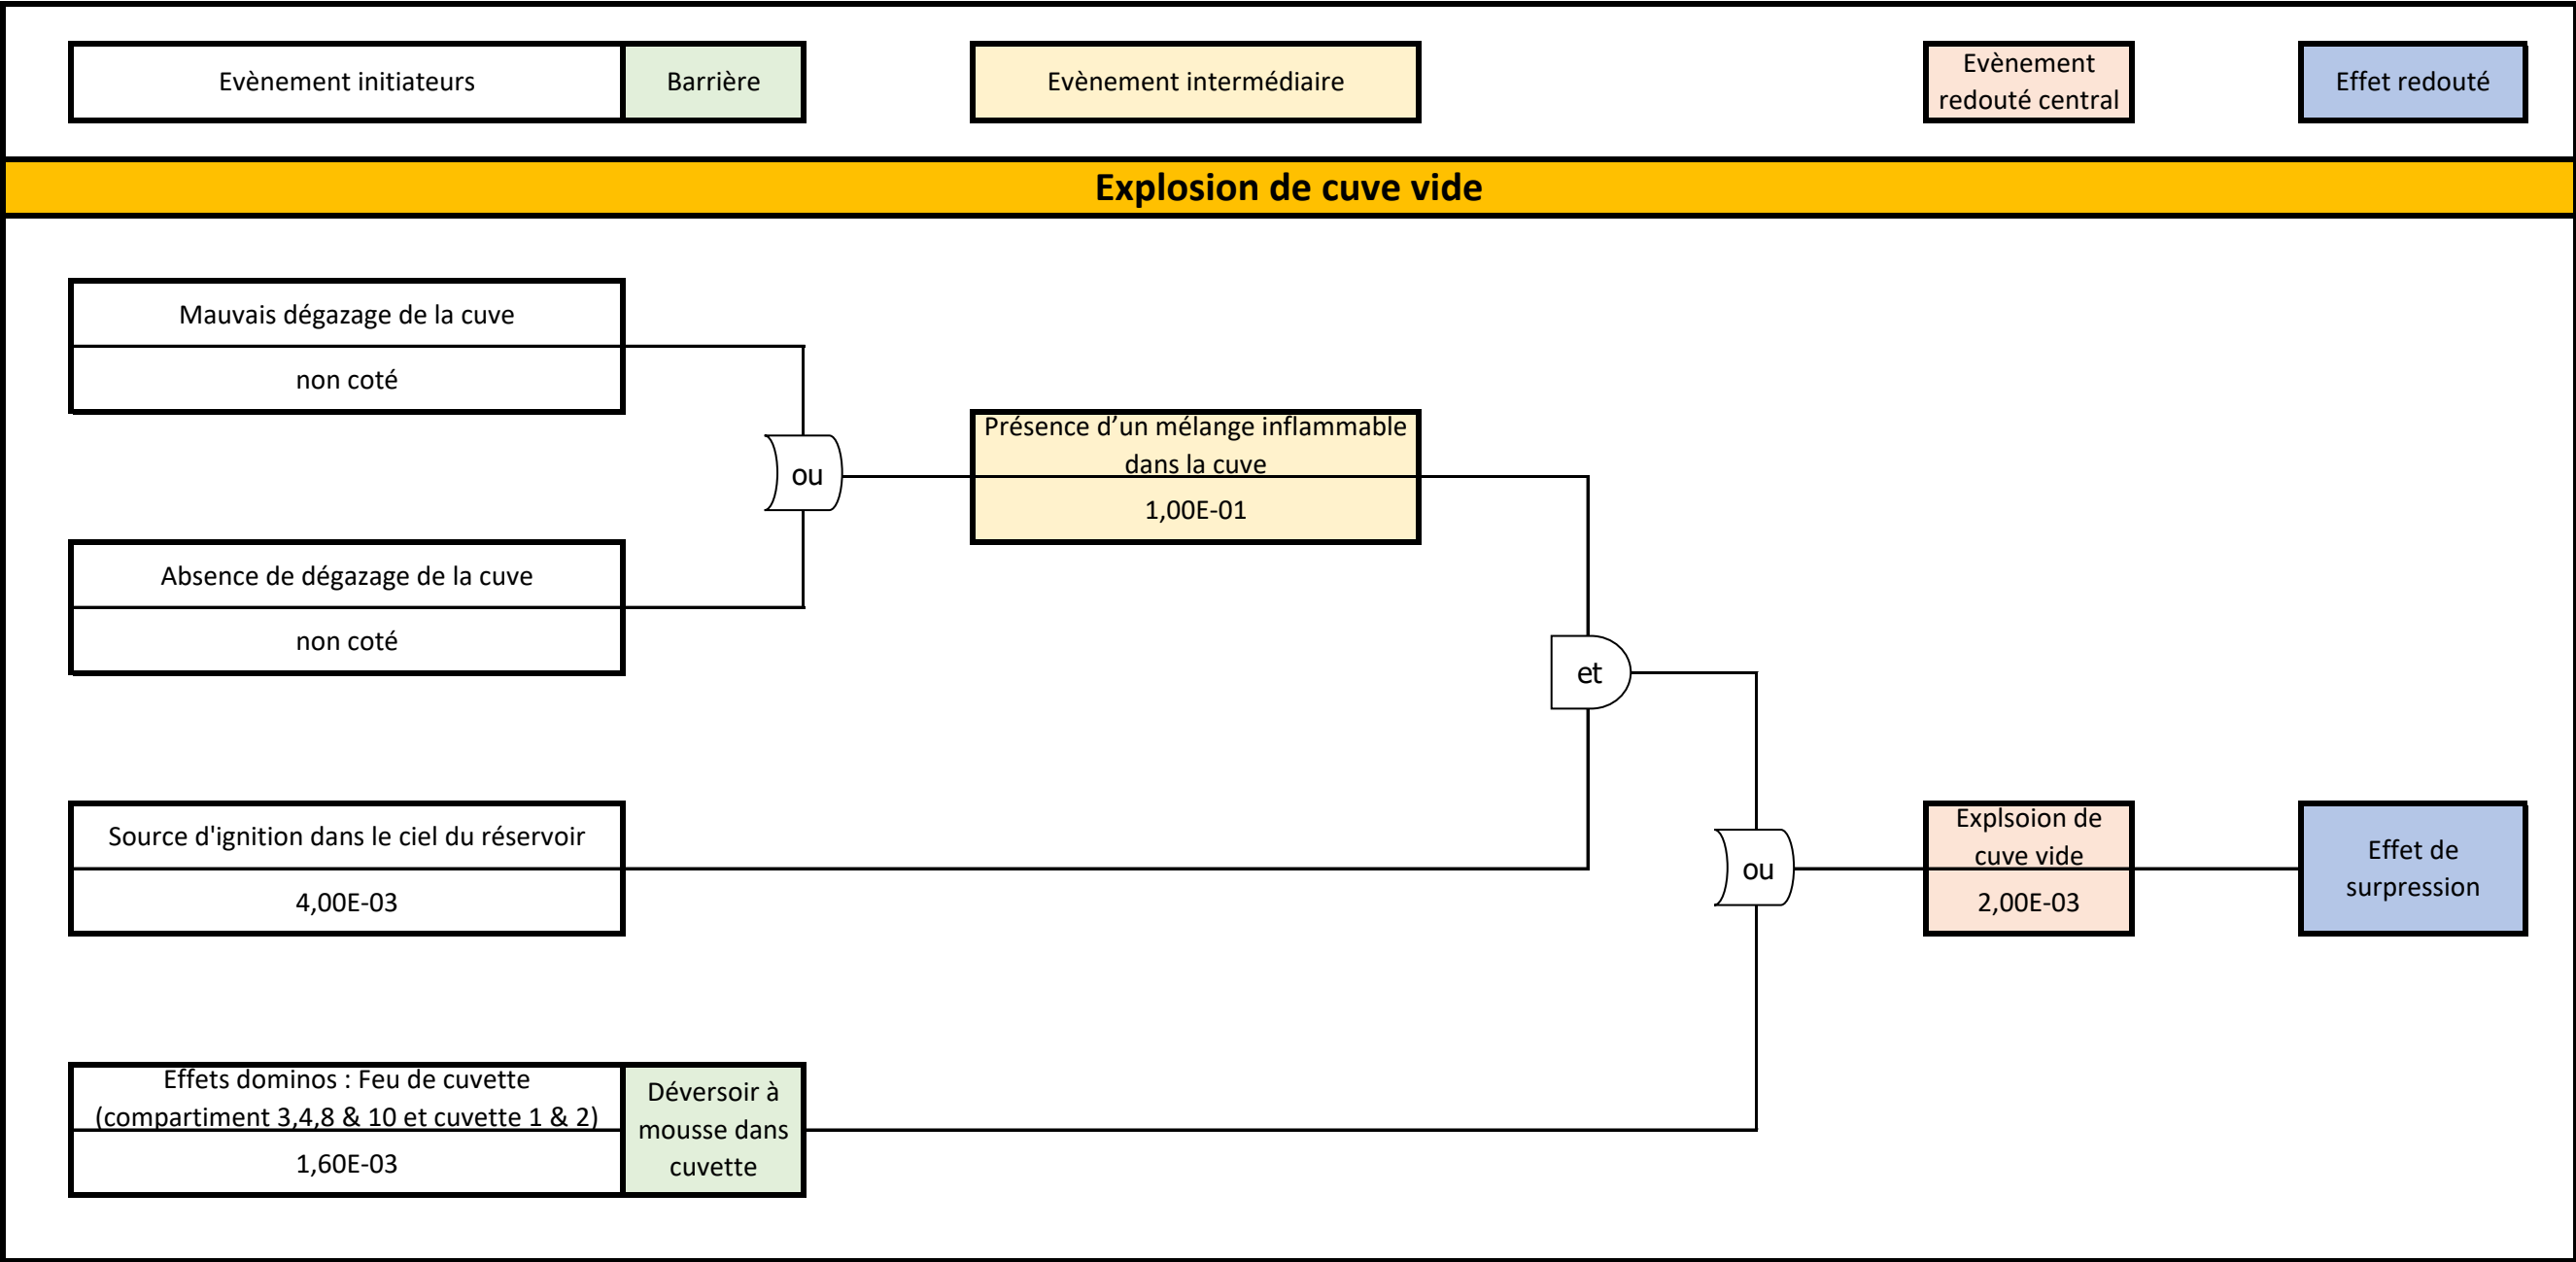 Evènement initiateurs
Barrière
Evènement intermédiaire
Evènement
redouté central
Effet redouté
Explosion de cuve vide
Mauvais dégazage de la cuve
non coté
ou
Présence d’un mélange inflammable
dans la cuve
1,00E-01
Absence de dégazage de la cuve
non coté
et
Source d'ignition dans le ciel du réservoir
4,00E-03
ou
Explsoion de
cuve vide
2,00E-03
Effet de
surpression
Effets dominos : Feu de cuvette
(compartiment 3,4,8 & 10 et cuvette 1 & 2)
1,60E-03
Déversoir à
mousse dans
cuvette